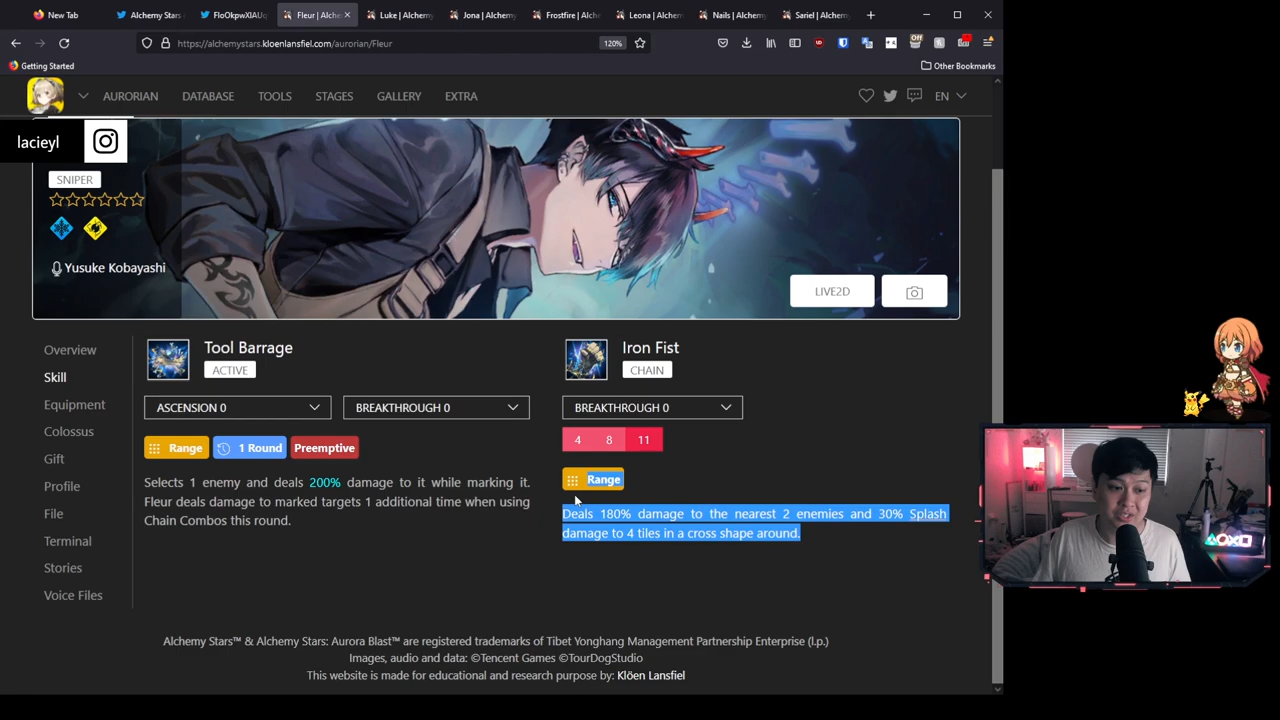 New Tab
Alchemy Stars
FloOkpwXIAU
Fleur | Alche
Luke | Alchemy
Jona | Alchemy
Frostfire | Alche
Leona | Alchemy
Nails | Alchemy
Sariel | Alchemy
https://alchemystars.kloenlansfiel.com/aurorian/Fleur
120%
Off
Getting Started
Other Bookmarks
AURORIAN
DATABASE
TOOLS
STAGES
GALLERY
EXTRA
EN
lacieyl
SNIPER
Yusuke Kobayashi
LIVE2D
Overview
Skill
Equipment
Colossus
Gift
Profile
File
Terminal
Stories
Voice Files
Tool Barrage
ACTIVE
ASCENSION 0
BREAKTHROUGH 0
Range
1 Round
Preemptive
Selects 1 enemy and deals 200% damage to it while marking it.
Fleur deals damage to marked targets 1 additional time when using
Chain Combos this round.
Iron Fist
CHAIN
BREAKTHROUGH 0
4 8 11
Range
Deals 180% damage to the nearest 2 enemies and 30% Splash
damage to 4 tiles in a cross shape around.
Alchemy Stars™ & Alchemy Stars: Aurora Blast™ are registered trademarks of Tibet Yonghang Management Partnership Enterprise (l.p.)
Images, audio and data: ©Tencent Games ©TourDogStudio
This website is made for educational and research purpose by: Klöen Lansfiel